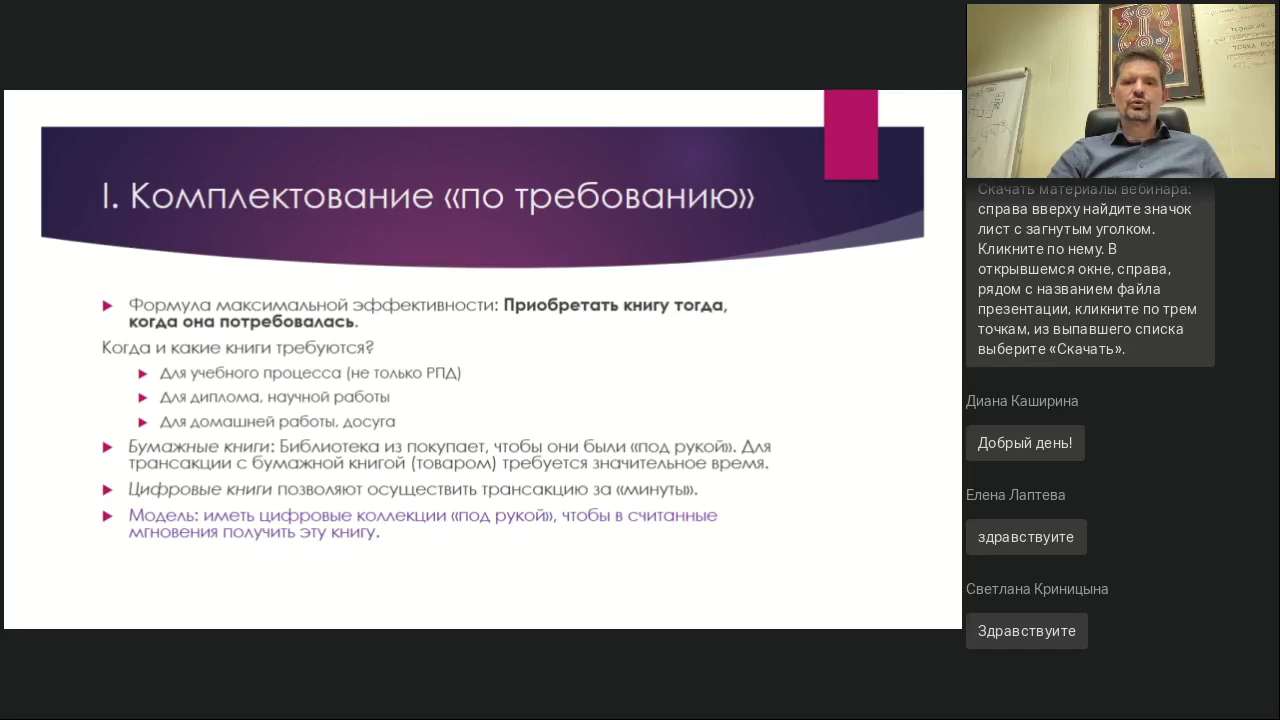 I. Комплектование «по требованию»
Формула максимальной эффективности: Приобретать книгу тогда,
когда она потребовалась.
Когда и какие книги требуются?
Для учебного процесса (не только РПД)
Для диплома, научной работы
Для домашней работы, досуга
Бумажные книги: Библиотека из покупает, чтобы они были «под рукой». Для
трансакции с бумажной книгой (товаром) требуется значительное время.
Цифровые книги позволяют осуществить трансакцию за «минуты».
Модель: иметь цифровые коллекции «под рукой», чтобы в считанные
мгновения получить эту книгу.
Скачать материалы вебинара:
справа вверху найдите значок
лист с загнутым уголком.
Кликните по нему. В
открывшемся окне, справа,
рядом с названием файла
презентации, кликните по трем
точкам, из выпавшего списка
выберите «Скачать».
Диана Каширина
Добрый день!
Елена Лаптева
здравствуите
Светлана Криницына
Здравствуите